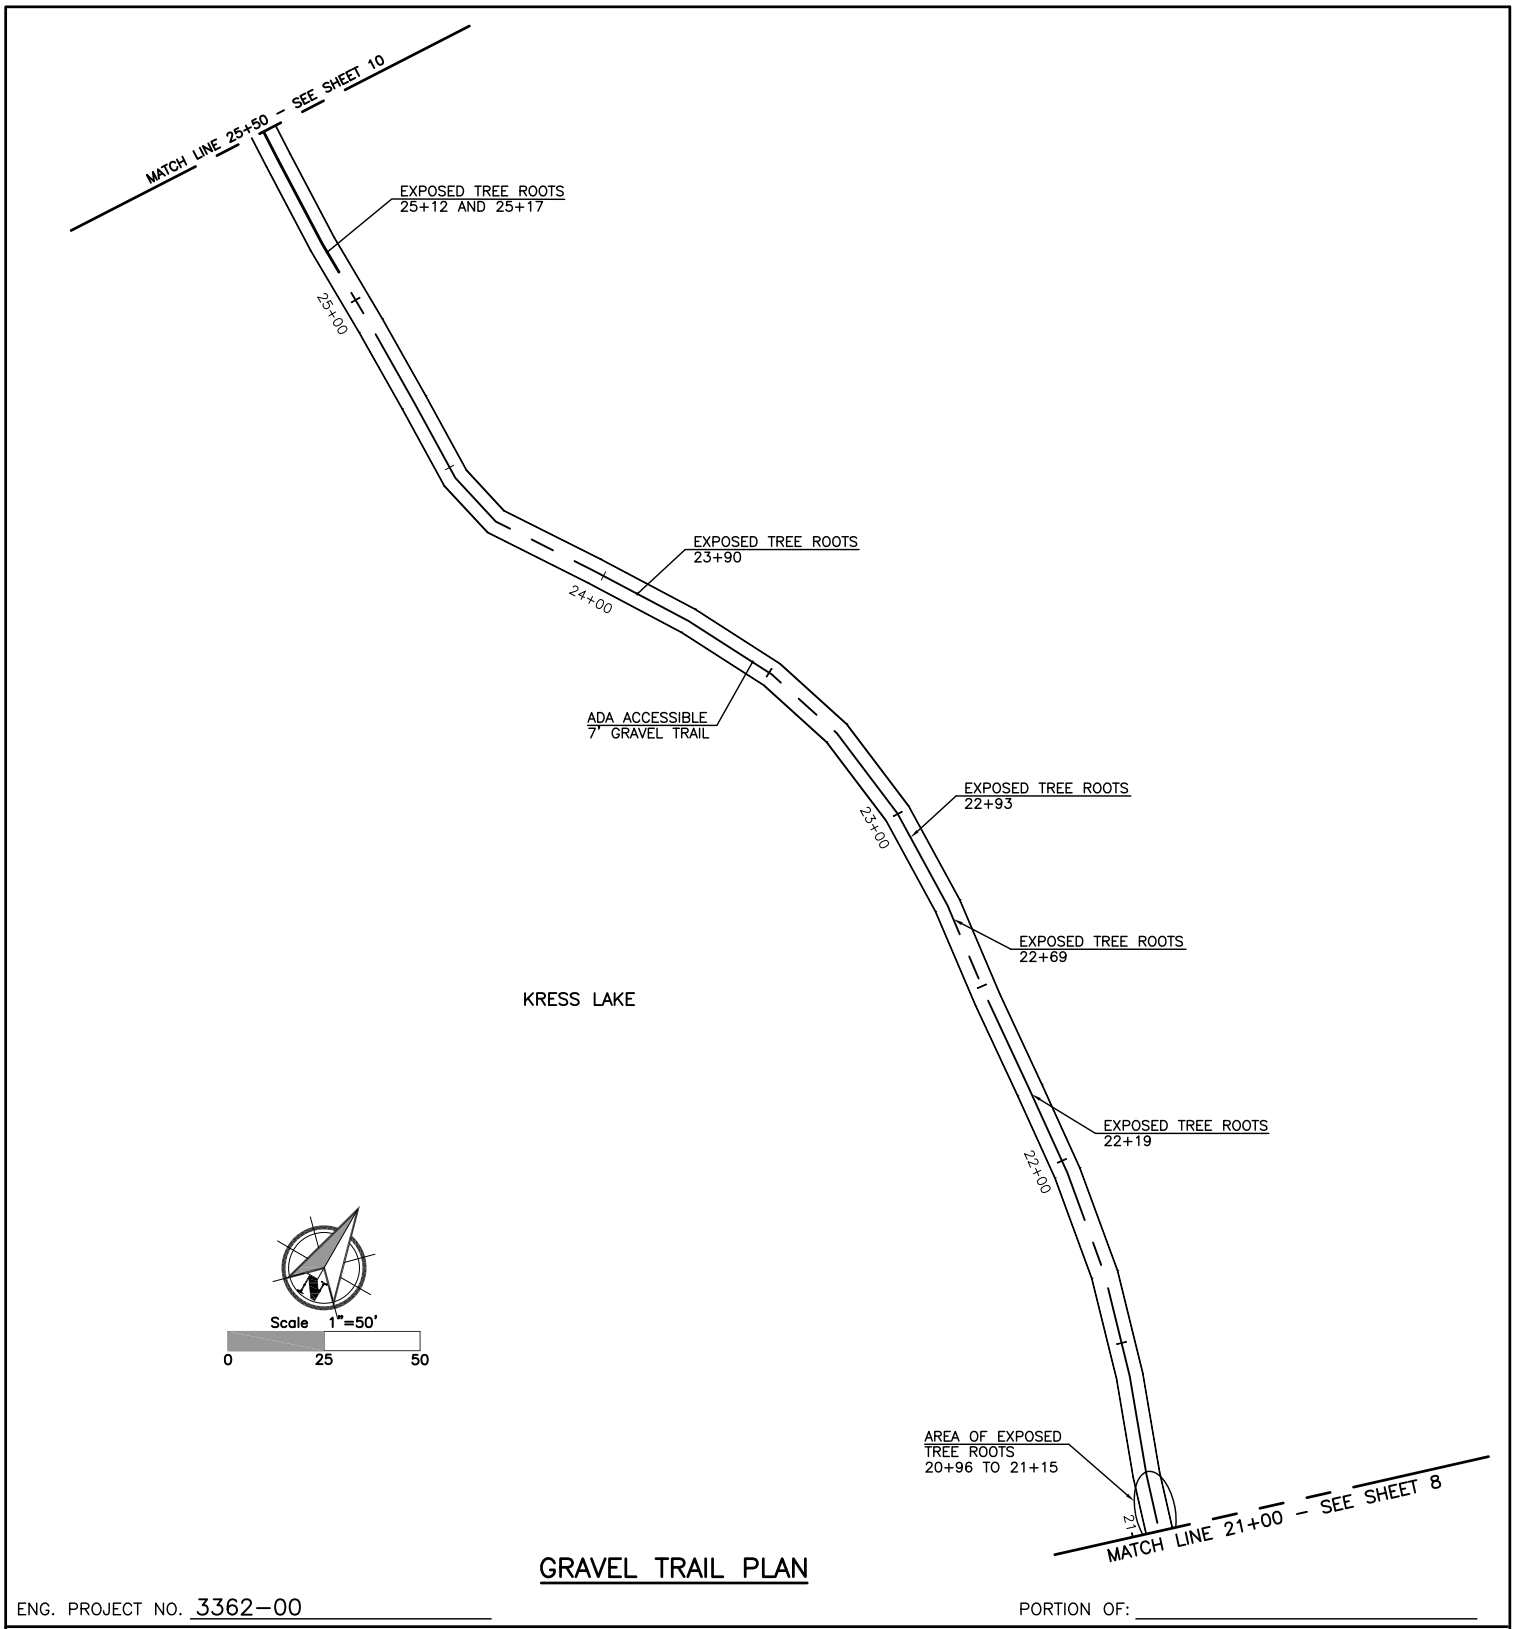 MATCH LINE 25+50 - SEE SHEET 10
EXPOSED TREE ROOTS
25+12 AND 25+17
25+00
EXPOSED TREE ROOTS
23+90
24+00
ADA ACCESSIBLE
7' GRAVEL TRAIL
EXPOSED TREE ROOTS
22+93
23+00
EXPOSED TREE ROOTS
22+69
KRESS LAKE
EXPOSED TREE ROOTS
22+19
22+00
N
Scale 1"=50'
0 25 50
AREA OF EXPOSED
TREE ROOTS
20+96 TO 21+15
21
MATCH LINE 21+00 - SEE SHEET 8
GRAVEL TRAIL PLAN
ENG. PROJECT NO. 3362-00
PORTION OF: